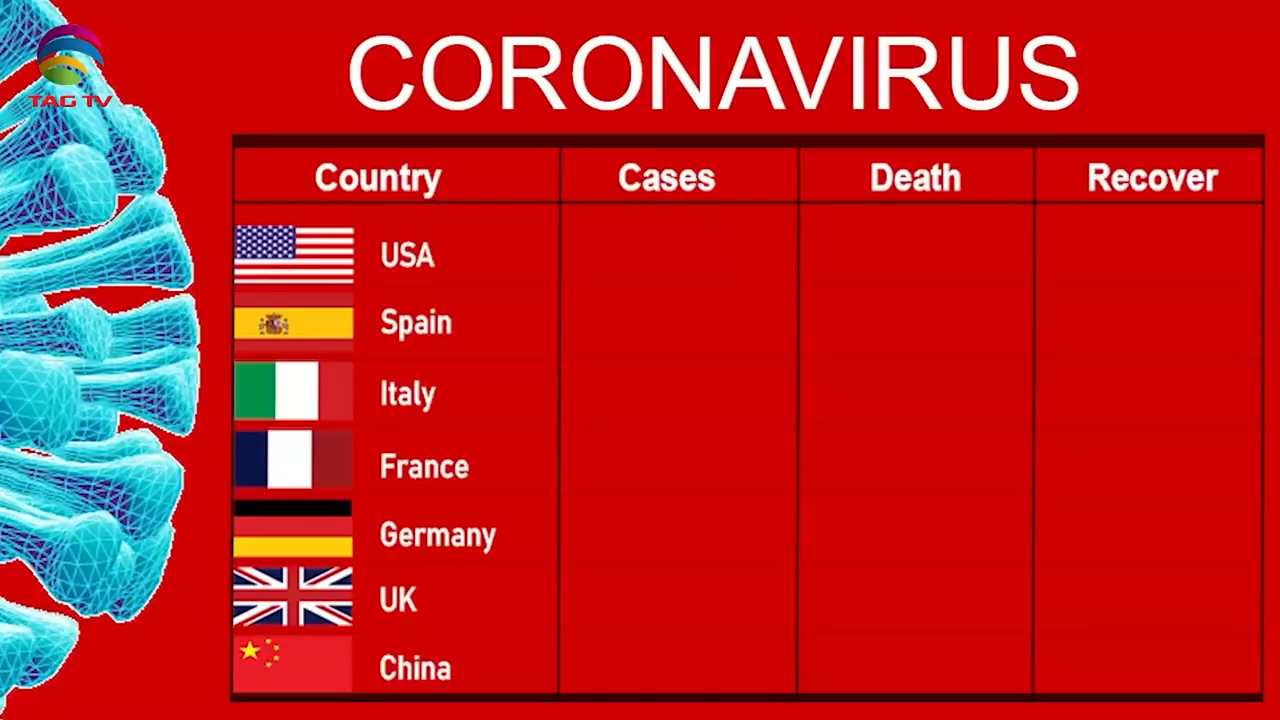 TAG TV
CORONAVIRUS
Country Cases Death Recover
USA
Spain
Italy
France
Germany
UK
China